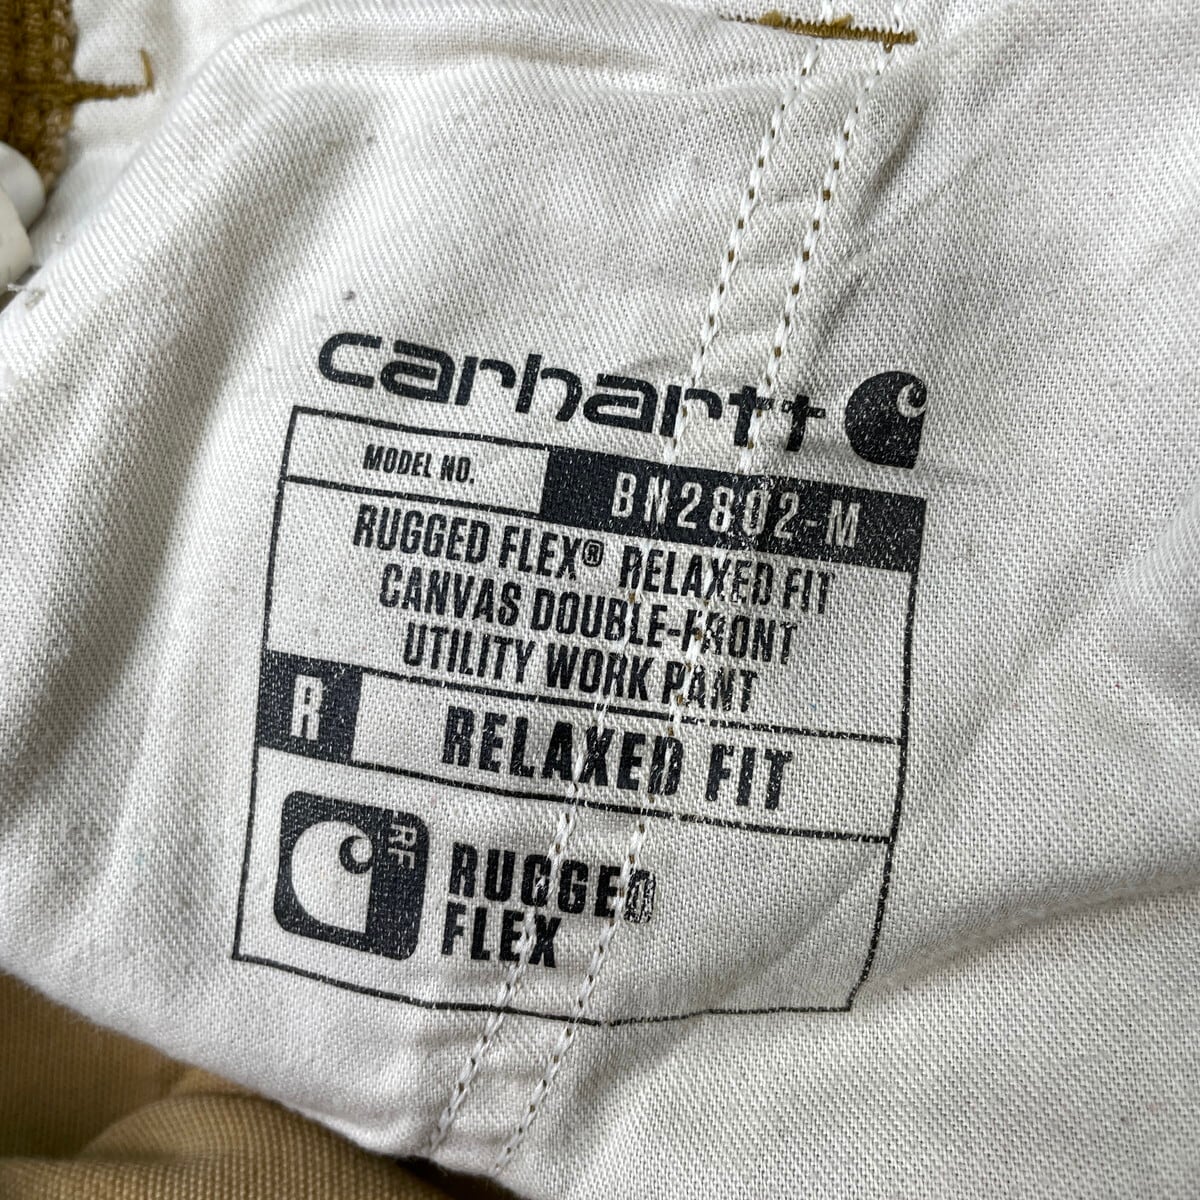 carhartt
MODEL NO. BN2802-M
RUGGED FLEX® RELAXED FIT
CANVAS DOUBLE-FRONT
UTILITY WORK PANT
R RELAXED FIT
RF RUGGED
FLEX